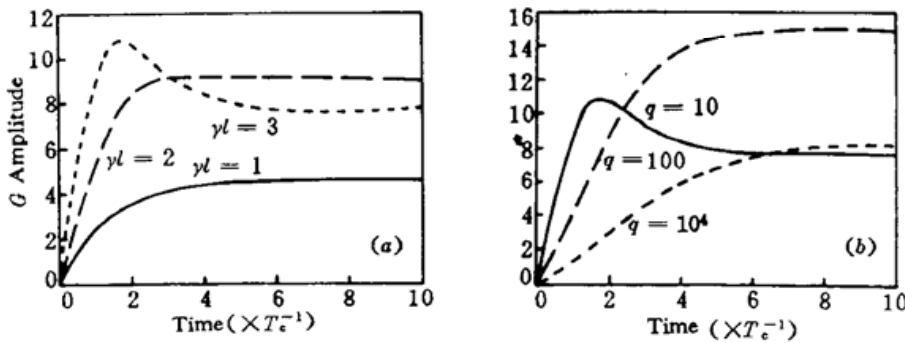 12
10
8
6
4
2
0
G Amplitude
γl = 3
γl = 2
γl = 1
(a)
0 2 4 6 8 10
Time(×T_c^{-1})
16
14
12
10
8
6
4
2
0
q = 10
q = 100
q = 10⁴
(b)
0 2 4 6 8 10
Time (×T_c^{-1})